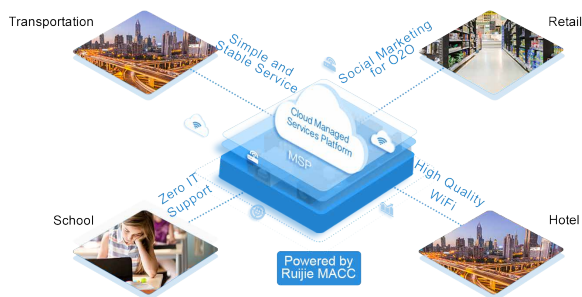 Transportation
Retail
Simple and
Stable Service
Social Marketing
for O2O
Cloud Managed
Services Platform
MSP
Zero IT
Support
High Quality
WiFi
School
Hotel
Powered by
Ruijie MACC